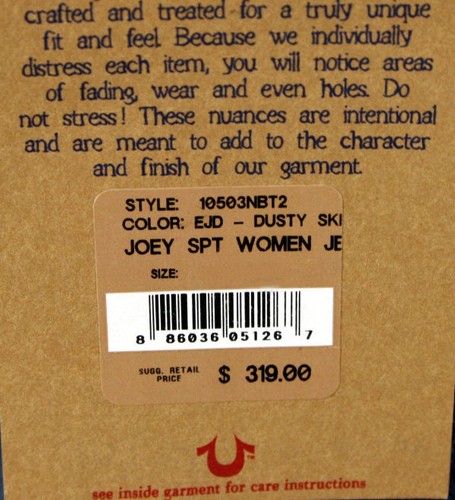 crafted and treated for a truly unique
fit and feel. Because we individually
distress each item, you will notice areas
of fading, wear and even holes. Do
not stress! These nuances are intentional
and are meant to add to the character
and finish of our garment.
STYLE: 10503NBT2
COLOR: EJD - DUSTY SKI
JOEY SPT WOMEN JE
SIZE:
8 86036 05126 7
SUGG. RETAIL
PRICE $ 319.00
TM
see inside garment for care instructions